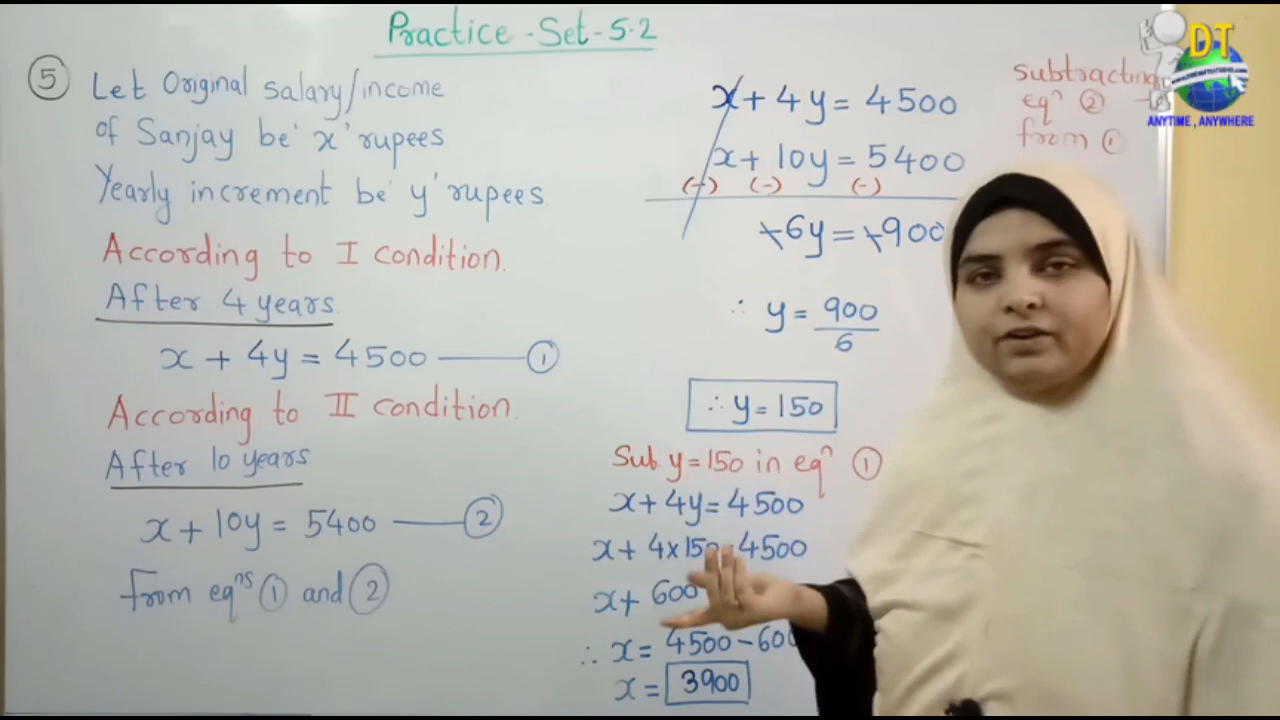 Practice-Set-5.2
5 Let Original salary/income
of Sanjay be 'x' rupees
Yearly increment be 'y' rupees.
According to I condition.
After 4 years.
x + 4y = 4500 —— 1
According to II condition.
After 10 years
x + 10y = 5400 —— 2
from eqns 1 and 2
x + 4y = 4500
x + 10y = 5400
(-) (-) (-)
-6y = -900
∴ y = 900/6
∴ y = 150
Sub y = 150 in eqn 1
x + 4y = 4500
x + 4 x 150 = 4500
x + 600
∴ x = 4500 - 600
x = 3900
subtracting
eqn 2
from 1
DT
ANYTIME, ANYWHERE